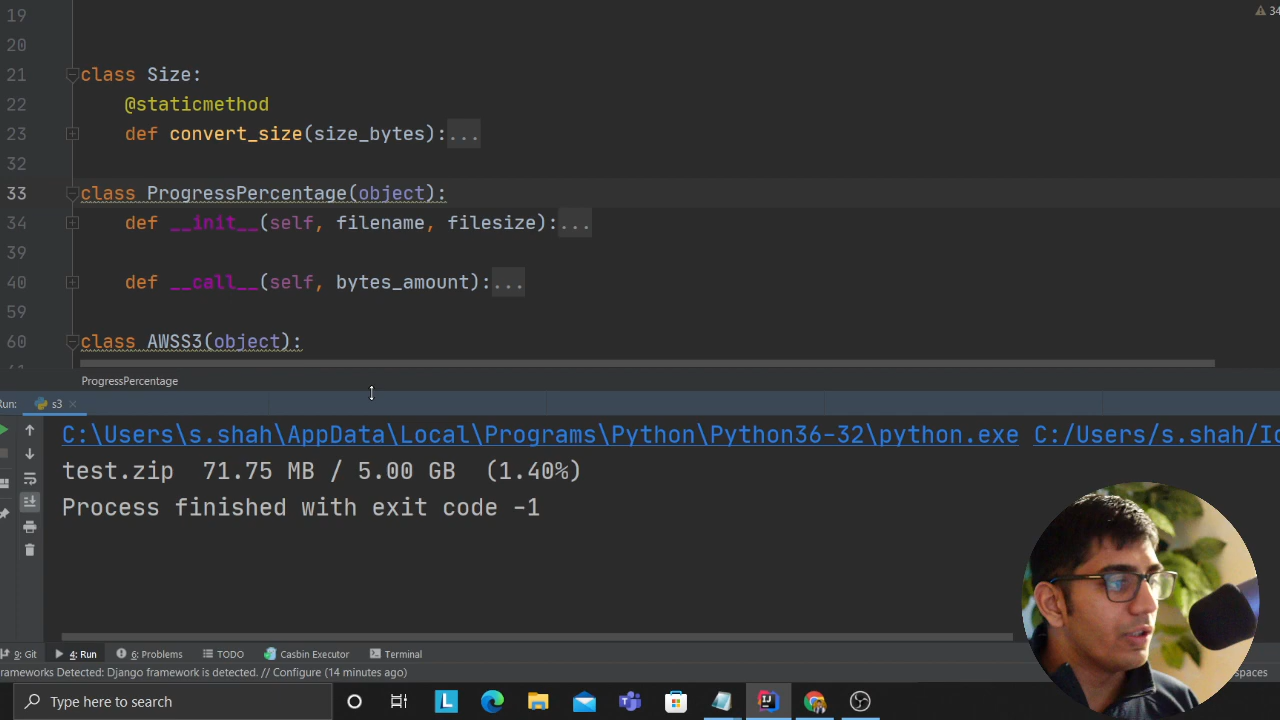 19
34
20
21 class Size:
22 @staticmethod
23 def convert_size(size_bytes):...
32
33 class ProgressPercentage(object):
34 def __init__(self, filename, filesize):...
39
40 def __call__(self, bytes_amount):...
59
60 class AWSS3(object):
ProgressPercentage
Run: s3
C:\Users\s.shah\AppData\Local\Programs\Python\Python36-32\python.exe C:/Users/s.shah/
test.zip 71.75 MB / 5.00 GB (1.40%)
Process finished with exit code -1
9: Git 4: Run 6: Problems TODO Casbin Executor Terminal
rameworks Detected: Django framework is detected. // Configure (14 minutes ago) spaces
Type here to search L